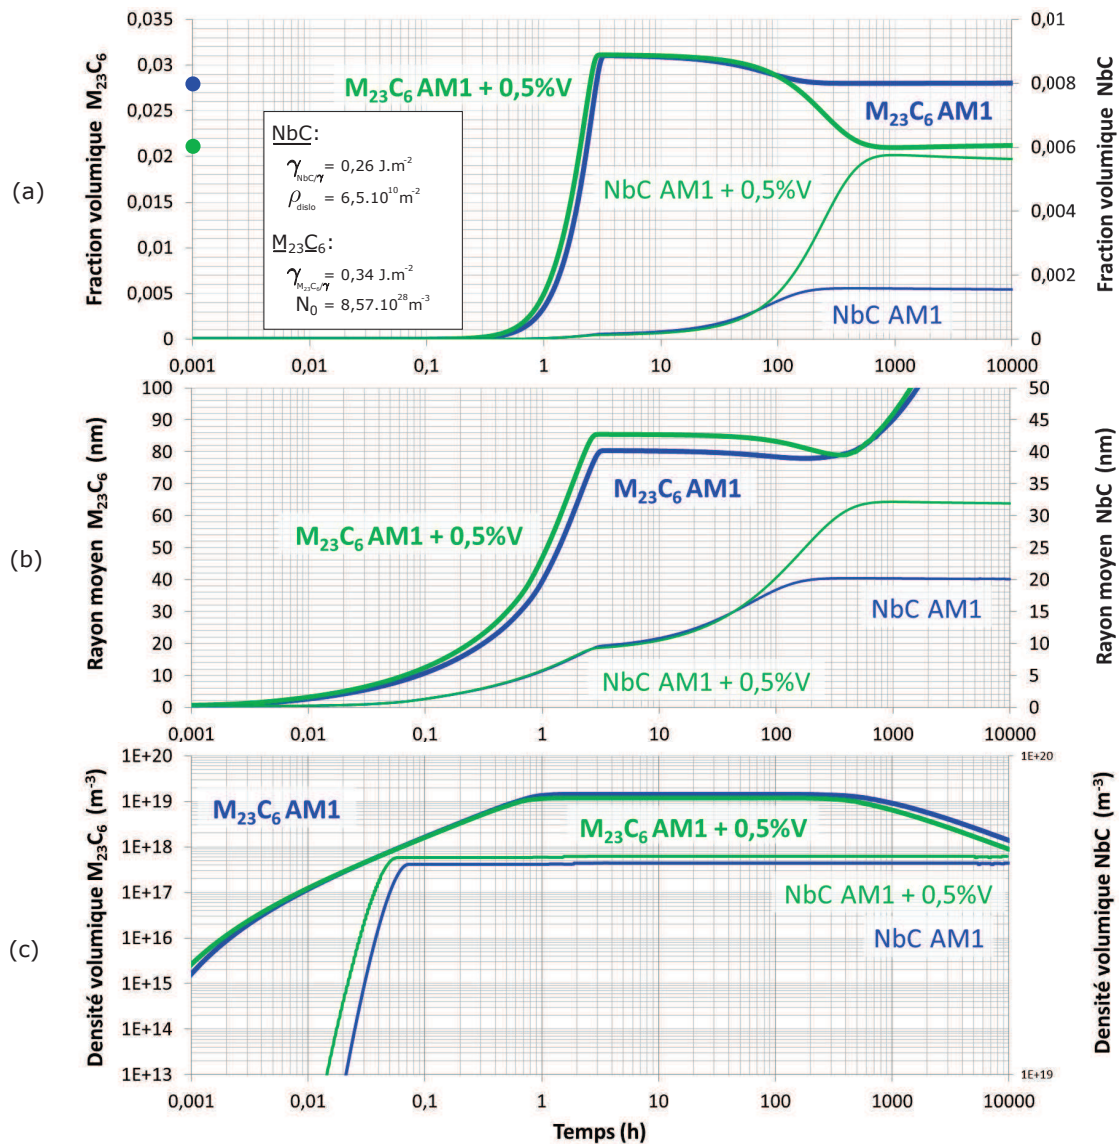 (a)
Fraction volumique M₂₃C₆
0,035
0,03
0,025
0,02
0,015
0,01
0,005
0
M₂₃C₆ AM1 + 0,5%V
M₂₃C₆ AM1
NbC AM1 + 0,5%V
NbC AM1
NbC:
γ NbC/γ = 0,26 J.m⁻²
ρ dislo = 6,5.10¹⁰m⁻²
M₂₃C₆:
γ M₂₃C₆/γ = 0,34 J.m⁻²
N₀ = 8,57.10²⁸m⁻³
0,01
0,008
0,006
0,004
0,002
0
Fraction volumique NbC
0,001 0,01 0,1 1 10 100 1000 10000
(b)
Rayon moyen M₂₃C₆ (nm)
100
90
80
70
60
50
40
30
20
10
0
M₂₃C₆ AM1
M₂₃C₆ AM1 + 0,5%V
NbC AM1
NbC AM1 + 0,5%V
50
45
40
35
30
25
20
15
10
5
0
Rayon moyen NbC (nm)
0,001 0,01 0,1 1 10 100 1000 10000
(c)
Densité volumique M₂₃C₆ (m⁻³)
1E+20
1E+19
1E+18
1E+17
1E+16
1E+15
1E+14
1E+13
M₂₃C₆ AM1
M₂₃C₆ AM1 + 0,5%V
NbC AM1 + 0,5%V
NbC AM1
1E+20
1E+19
Densité volumique NbC (m⁻³)
0,001 0,01 0,1 1 10 100 1000 10000
Temps (h)